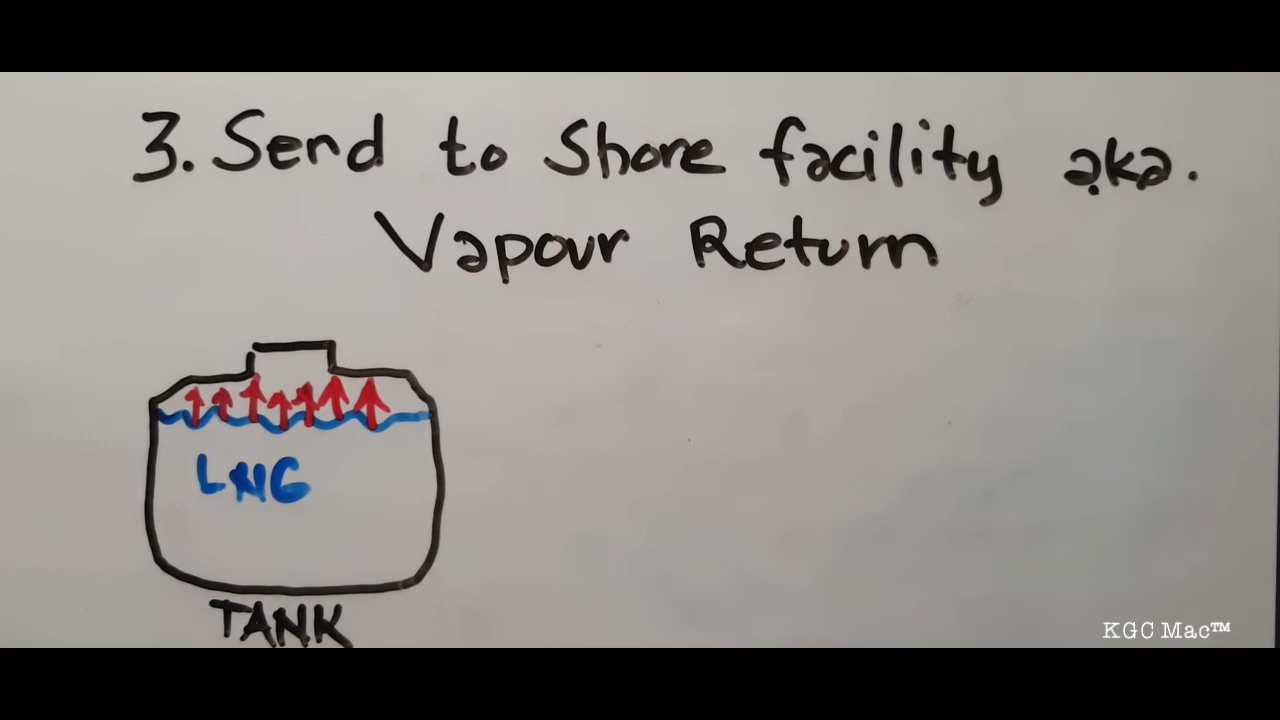 3. Send to Shore facility aka.
Vapour Return
LNG
TANK
KGC Mac™